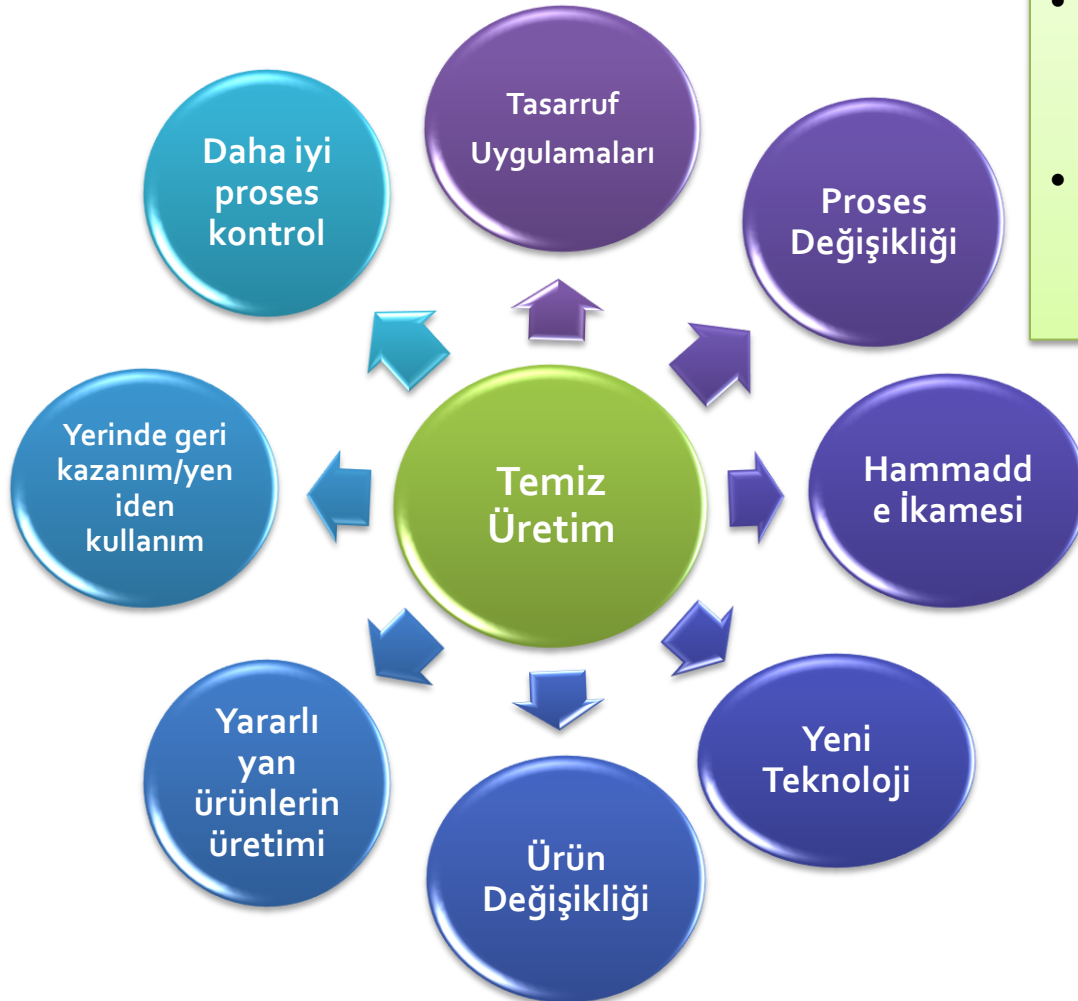 Tasarruf
Uygulamaları
Proses
Değişikliği
Hammadd
e İkamesi
Yeni
Teknoloji
Ürün
Değişikliği
Yararlı
yan
ürünlerin
üretimi
Yerinde geri
kazanım/yen
iden
kullanım
Daha iyi
proses
kontrol
Temiz
Üretim